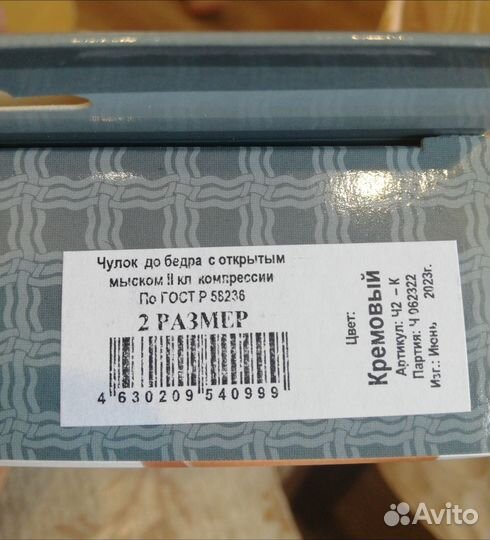 Чулок до бедра с открытым
мыском II кл компрессии
По ГОСТ Р 58236
2 РАЗМЕР
4 630209 540999
Цвет:
Кремовый
Артикул: Ч2 - К
Партия: Ч 062322
Изг.: Июнь 2023г.
Avito